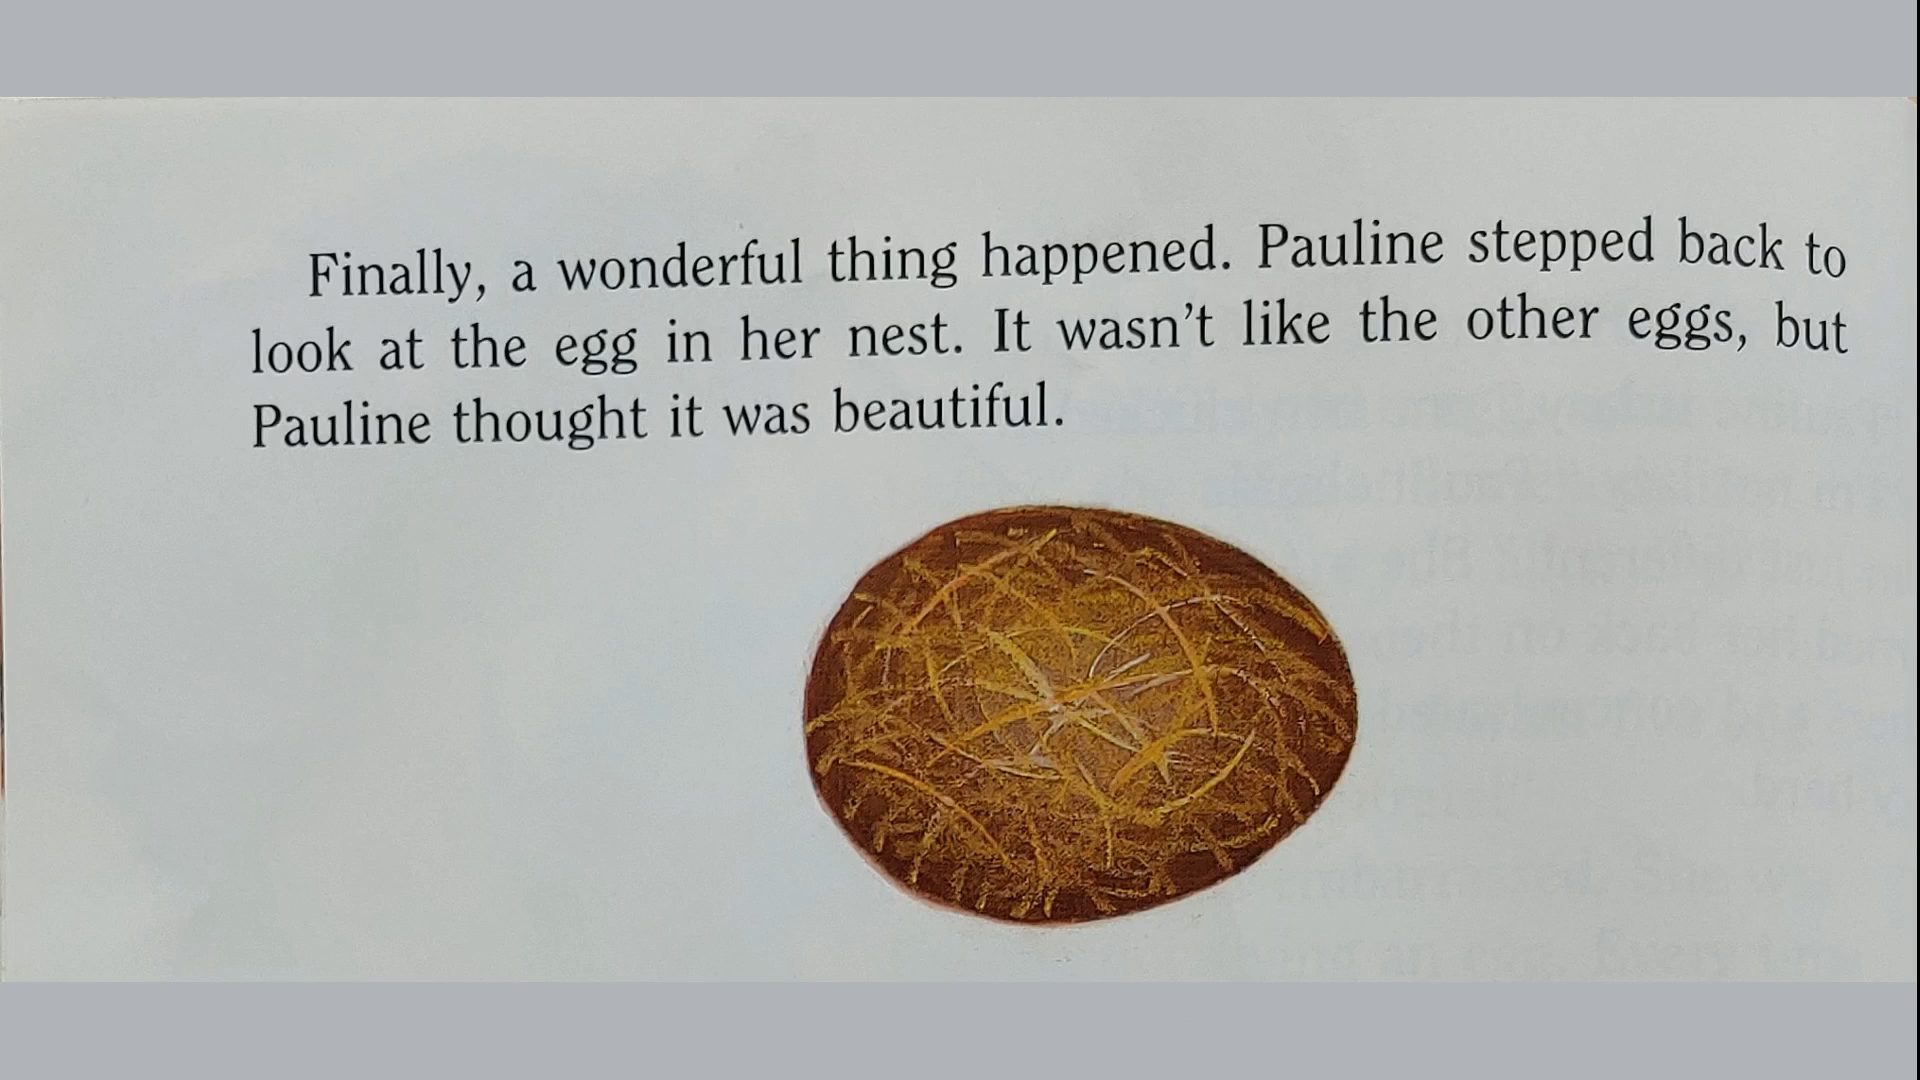 Finally, a wonderful thing happened. Pauline stepped back to
look at the egg in her nest. It wasn't like the other eggs, but
Pauline thought it was beautiful.